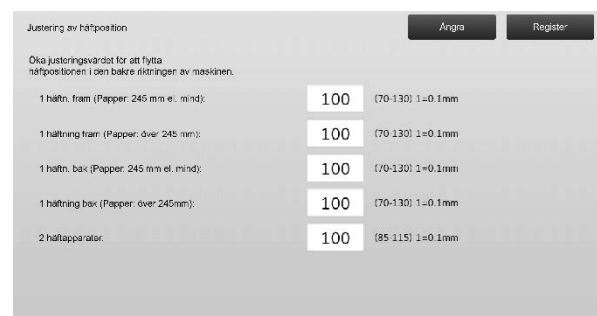 Justering av häftposition
Ångra
Register
Öka justeringsvärdet för att flytta
häftpositionen i den bakre riktningen av maskinen.
1 häftn. fram (Papper: 245 mm el. mind):
100
(70-130) 1=0.1mm
1 häftning fram (Papper: över 245 mm):
100
(70-130) 1=0.1mm
1 häftn. bak (Papper: 245 mm el. mind):
100
(70-130) 1=0.1mm
1 häftning bak (Papper: över 245mm):
100
(70-130) 1=0.1mm
2 häftapparater:
100
(85-115) 1=0.1mm